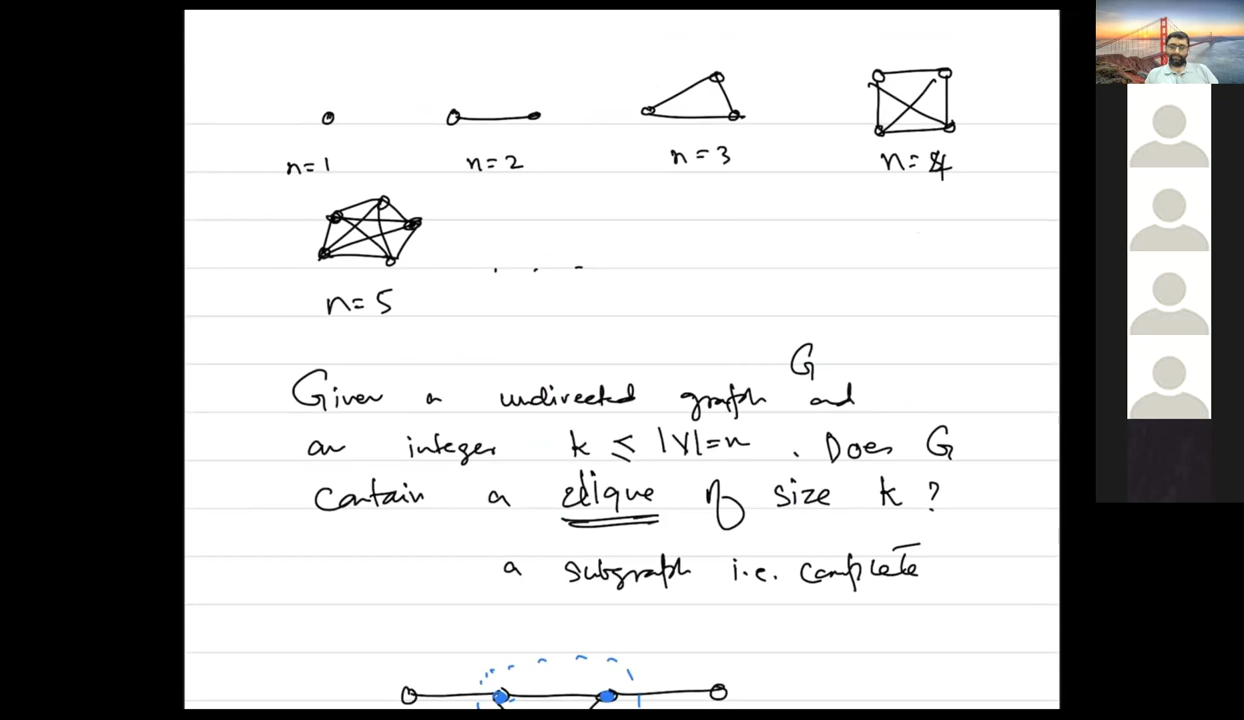 n=1 n=2 n=3 n=4
n=5
G
Given a undirected graph and
an integer k ≤ |V|=n . Does G
contain a clique of size k ?
a subgraph i.e. complete